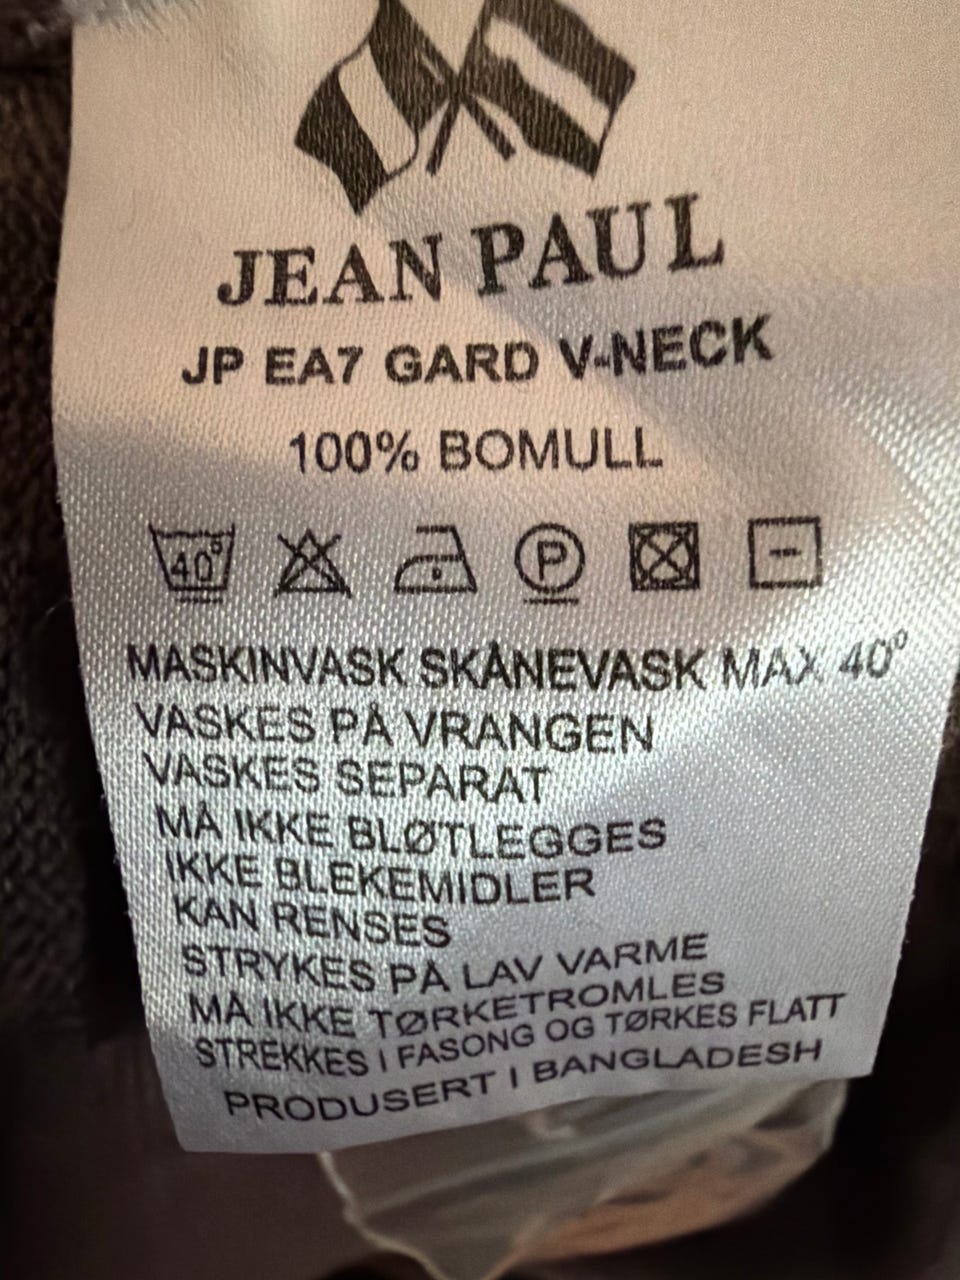 JEAN PAUL
JP EA7 GARD V-NECK
100% BOMULL
40° P -
MASKINVASK SKÅNEVASK MAX 40°
VASKES PÅ VRANGEN
VASKES SEPARAT
MÅ IKKE BLØTLEGGES
IKKE BLEKEMIDLER
KAN RENSES
STRYKES PÅ LAV VARME
MÅ IKKE TØRKETROMLES
STREKKES I FASONG OG TØRKES FLATT
PRODUSERT I BANGLADESH